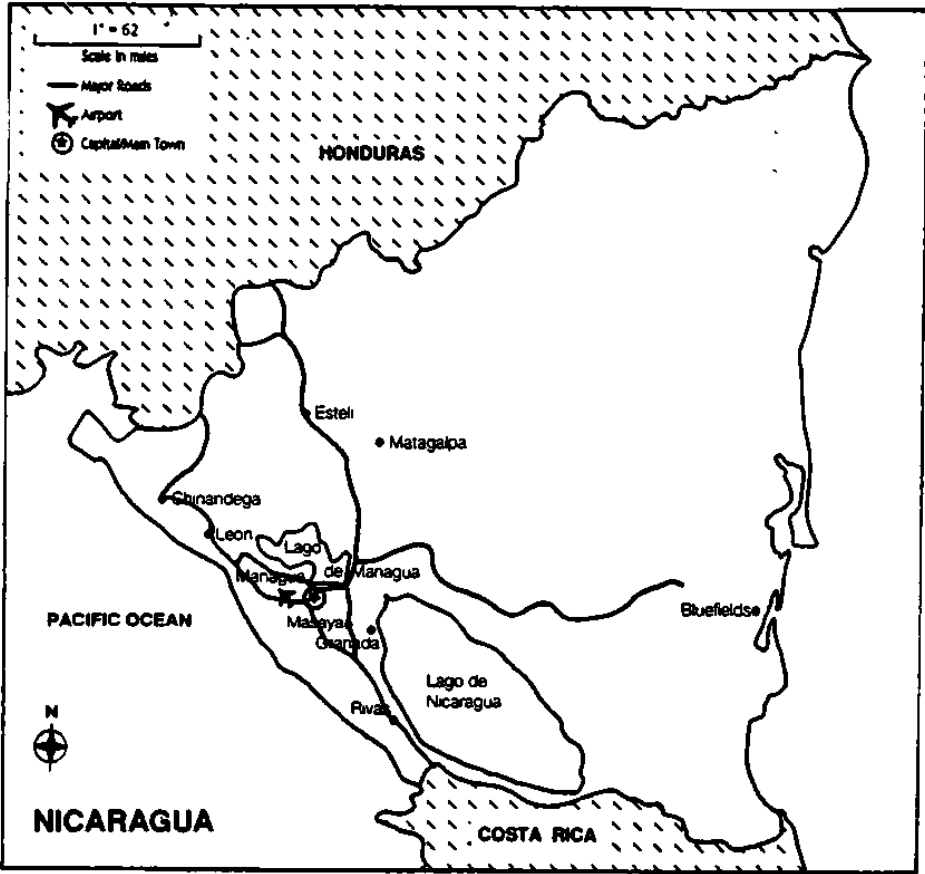 1" = 62
Scale in miles
Major Roads
Airport
Capital/Main Town
HONDURAS
Esteli
Matagalpa
Chinandega
Leon
Lago
de Managua
Managua
Masaya
Granada
Bluefields
PACIFIC OCEAN
Lago de
Nicaragua
Rivas
N
NICARAGUA
COSTA RICA